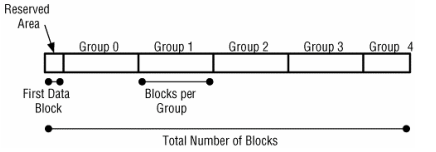 Reserved
Area
Group 0 Group 1 Group 2 Group 3 Group 4
First Data
Block
Blocks per
Group
Total Number of Blocks